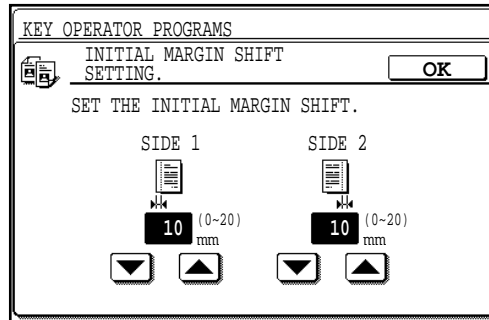 KEY OPERATOR PROGRAMS
INITIAL MARGIN SHIFT
SETTING.
OK
SET THE INITIAL MARGIN SHIFT.
SIDE 1 SIDE 2
10 (0~20) mm 10 (0~20) mm